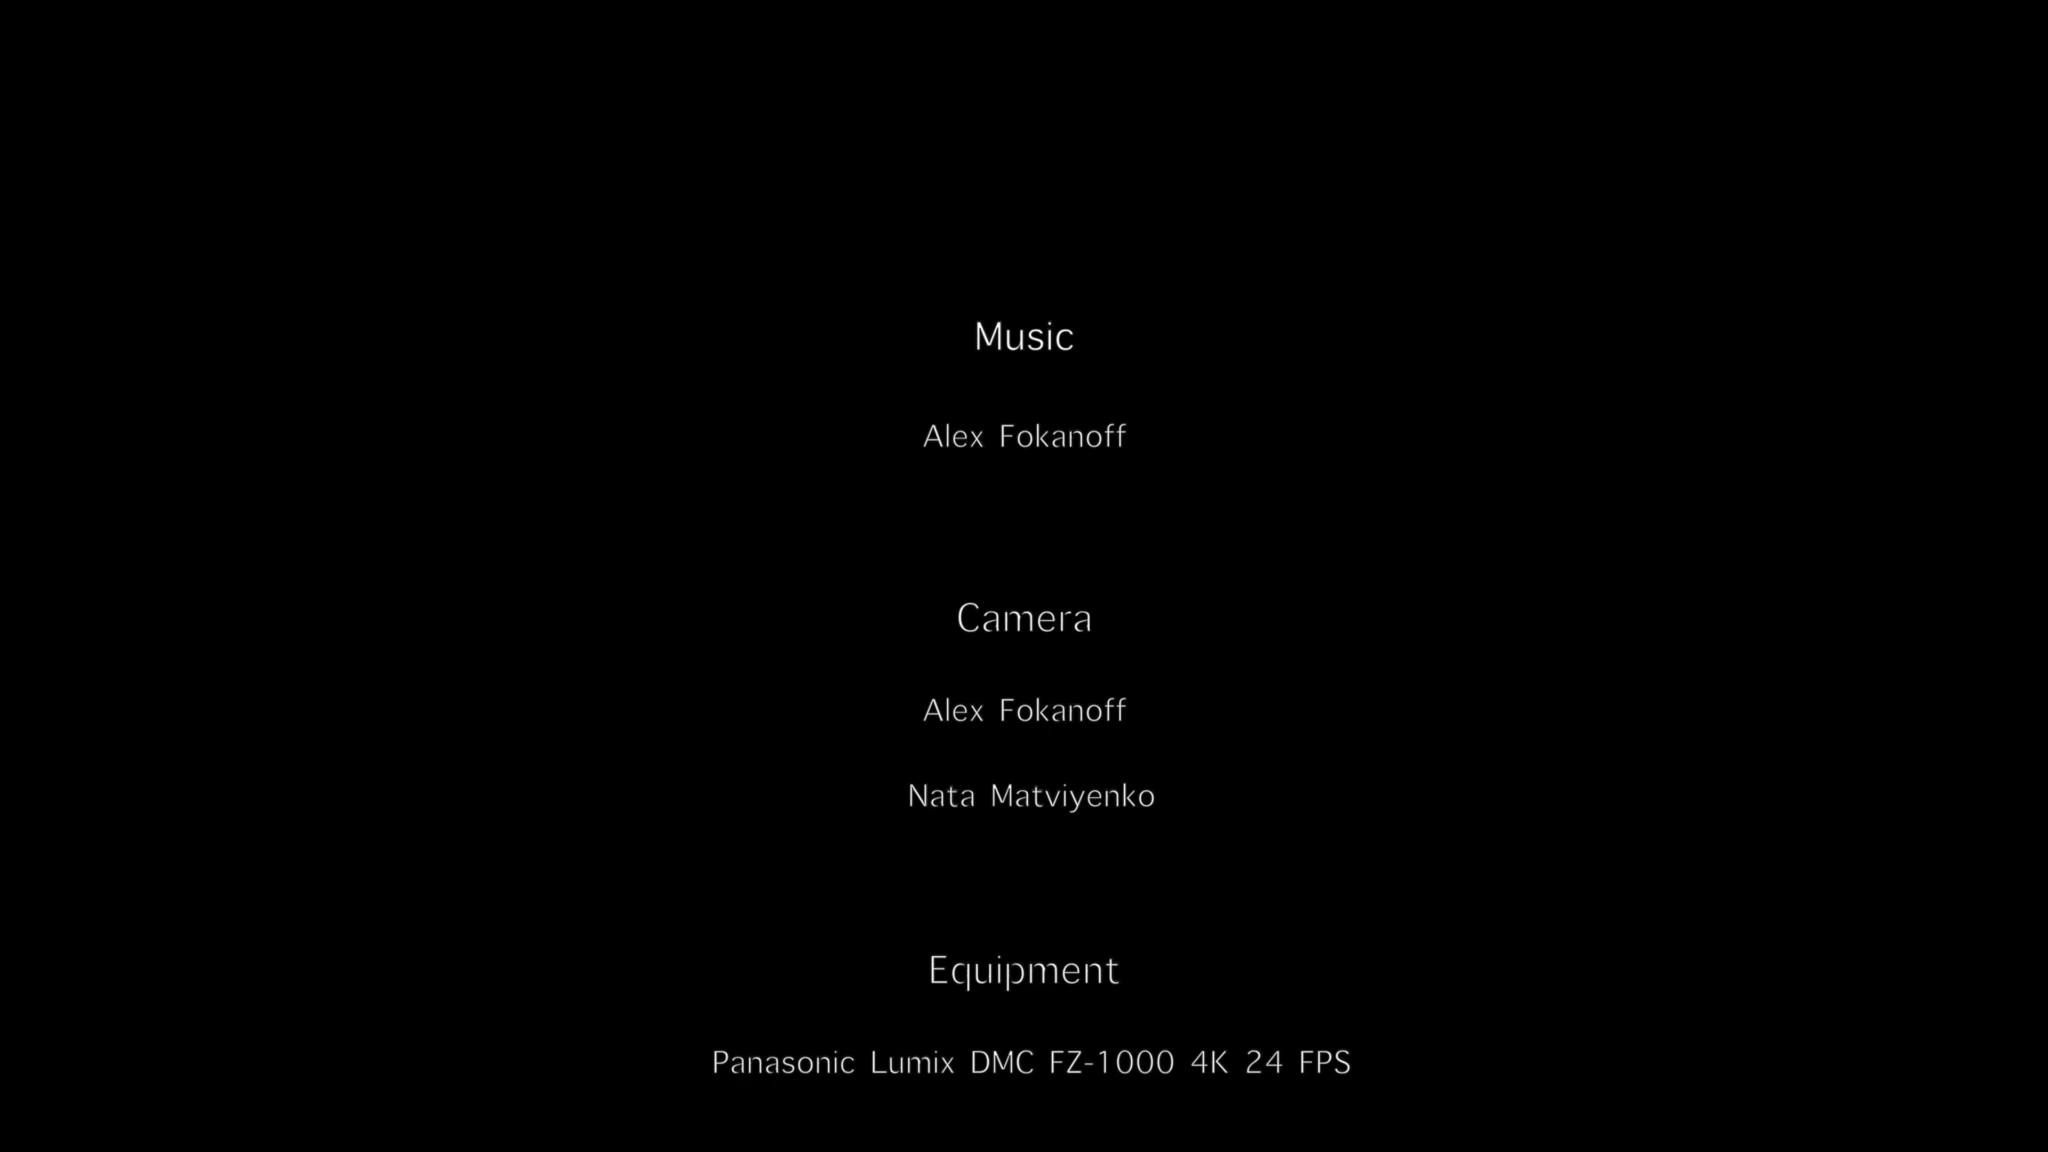 Music
Alex Fokanoff
Camera
Alex Fokanoff
Nata Matviyenko
Equipment
Panasonic Lumix DMC FZ-1000 4K 24 FPS